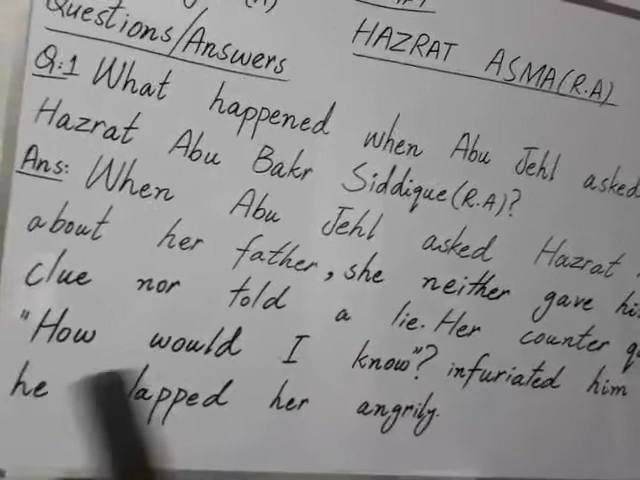 HAZRAT ASMA(R.A)
Questions/Answers
Q:1 What happened when Abu Jehl asked
Hazrat Abu Bakr Siddique(R.A)?
Ans: When Abu Jehl asked Hazrat
about her father, she neither gave
clue nor told a lie. Her counter
"How would I know"? infuriated him
he her angrily.